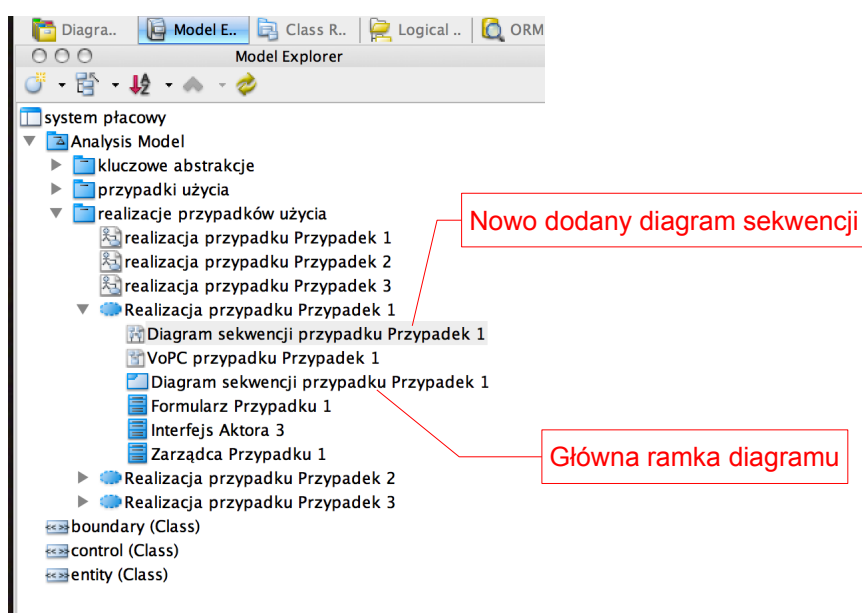 Diagra.. Model E.. Class R.. Logical .. ORM
Model Explorer
system płacowy
Analysis Model
kluczowe abstrakcje
przypadki użycia
realizacje przypadków użycia
Nowo dodany diagram sekwencji
realizacja przypadku Przypadek 1
realizacja przypadku Przypadek 2
realizacja przypadku Przypadek 3
Realizacja przypadku Przypadek 1
Diagram sekwencji przypadku Przypadek 1
VoPC przypadku Przypadek 1
Diagram sekwencji przypadku Przypadek 1
Formularz Przypadku 1
Interfejs Aktora 3
Zarządca Przypadku 1
Główna ramka diagramu
Realizacja przypadku Przypadek 2
Realizacja przypadku Przypadek 3
<<>> boundary (Class)
<<>> control (Class)
<<>> entity (Class)